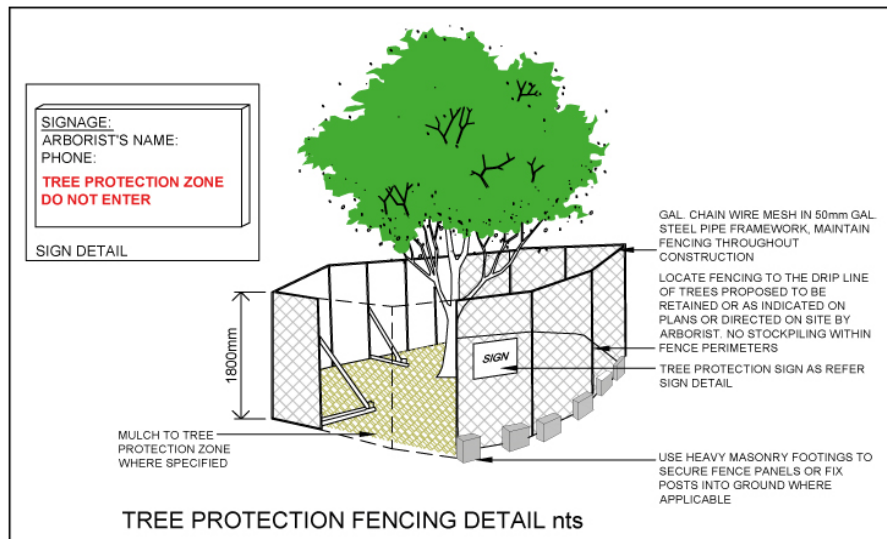 SIGNAGE:
ARBORIST'S NAME:
PHONE:
TREE PROTECTION ZONE
DO NOT ENTER
SIGN DETAIL
GAL. CHAIN WIRE MESH IN 50mm GAL.
STEEL PIPE FRAMEWORK, MAINTAIN
FENCING THROUGHOUT
CONSTRUCTION
LOCATE FENCING TO THE DRIP LINE
OF TREES PROPOSED TO BE
RETAINED OR AS INDICATED ON
PLANS OR DIRECTED ON SITE BY
ARBORIST. NO STOCKPILING WITHIN
FENCE PERIMETERS
1800mm
SIGN
TREE PROTECTION SIGN AS REFER
SIGN DETAIL
MULCH TO TREE
PROTECTION ZONE
WHERE SPECIFIED
USE HEAVY MASONRY FOOTINGS TO
SECURE FENCE PANELS OR FIX
POSTS INTO GROUND WHERE
APPLICABLE
TREE PROTECTION FENCING DETAIL nts